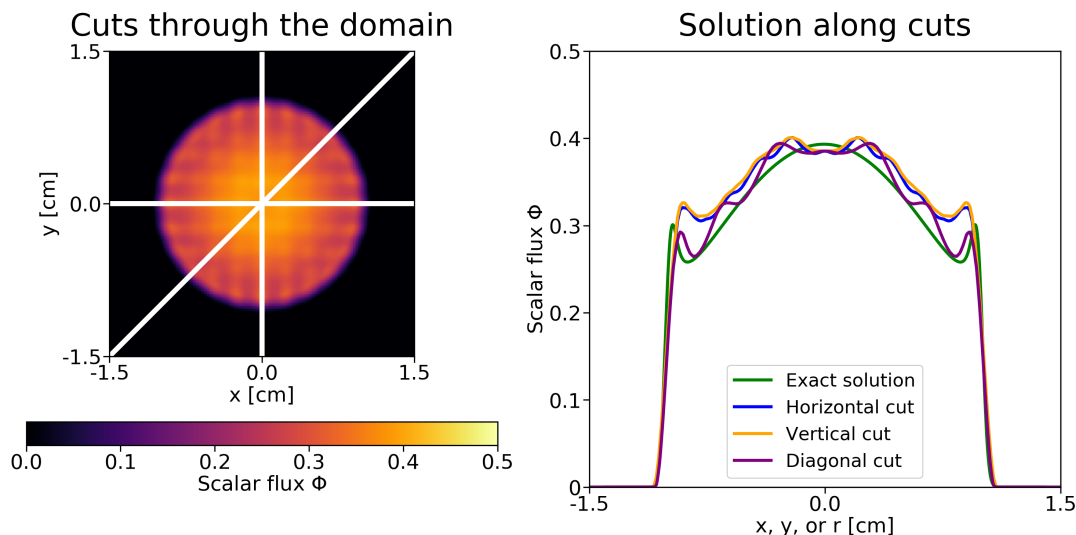 Cuts through the domain
1.5
y [cm]
0.0
-1.5
-1.5 0.0 1.5
x [cm]
0.0 0.1 0.2 0.3 0.4 0.5
Scalar flux Φ
Solution along cuts
0.5
0.4
Scalar flux Φ
0.3
0.2
0.1
0
Exact solution
Horizontal cut
Vertical cut
Diagonal cut
-1.5 0.0 1.5
x, y, or r [cm]